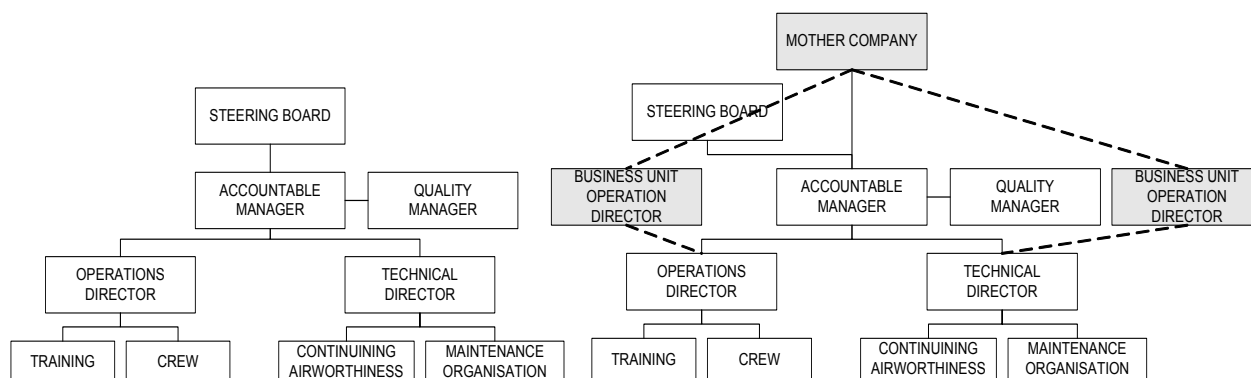 STEERING BOARD
ACCOUNTABLE
MANAGER
QUALITY
MANAGER
OPERATIONS
DIRECTOR
TECHNICAL
DIRECTOR
TRAINING
CREW
CONTINUINING
AIRWORTHINESS
MAINTENANCE
ORGANISATION
MOTHER COMPANY
STEERING BOARD
BUSINESS UNIT
OPERATION
DIRECTOR
ACCOUNTABLE
MANAGER
QUALITY
MANAGER
BUSINESS UNIT
OPERATION
DIRECTOR
OPERATIONS
DIRECTOR
TECHNICAL
DIRECTOR
TRAINING
CREW
CONTINUINING
AIRWORTHINESS
MAINTENANCE
ORGANISATION